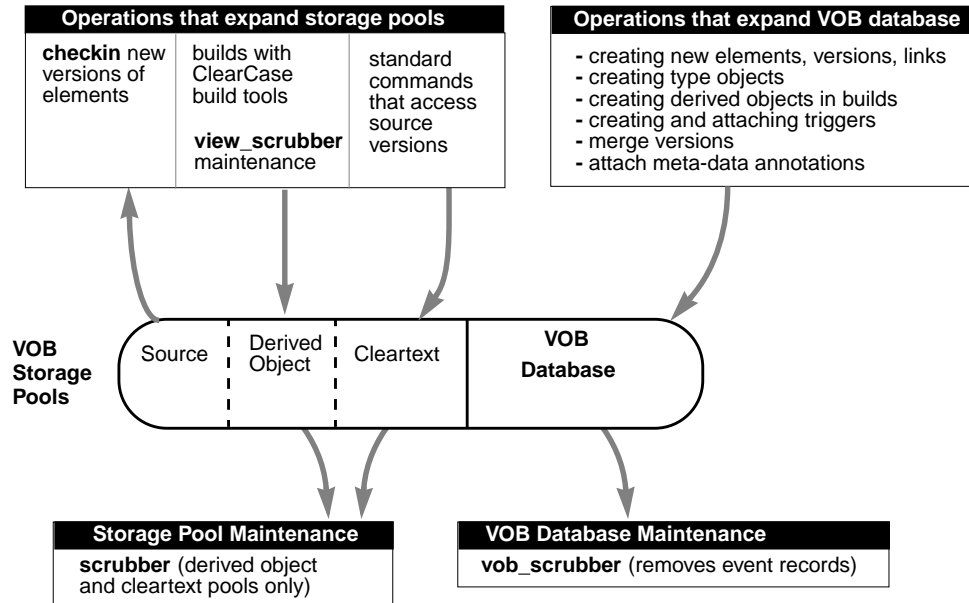 Operations that expand storage pools
checkin new
versions of
elements
builds with
ClearCase
build tools
view_scrubber
maintenance
standard
commands
that access
source
versions
Operations that expand VOB database
- creating new elements, versions, links
- creating type objects
- creating derived objects in builds
- creating and attaching triggers
- merge versions
- attach meta-data annotations
VOB
Storage
Pools
Source
Derived
Object
Cleartext
VOB
Database
Storage Pool Maintenance
scrubber (derived object
and cleartext pools only)
VOB Database Maintenance
vob_scrubber (removes event records)